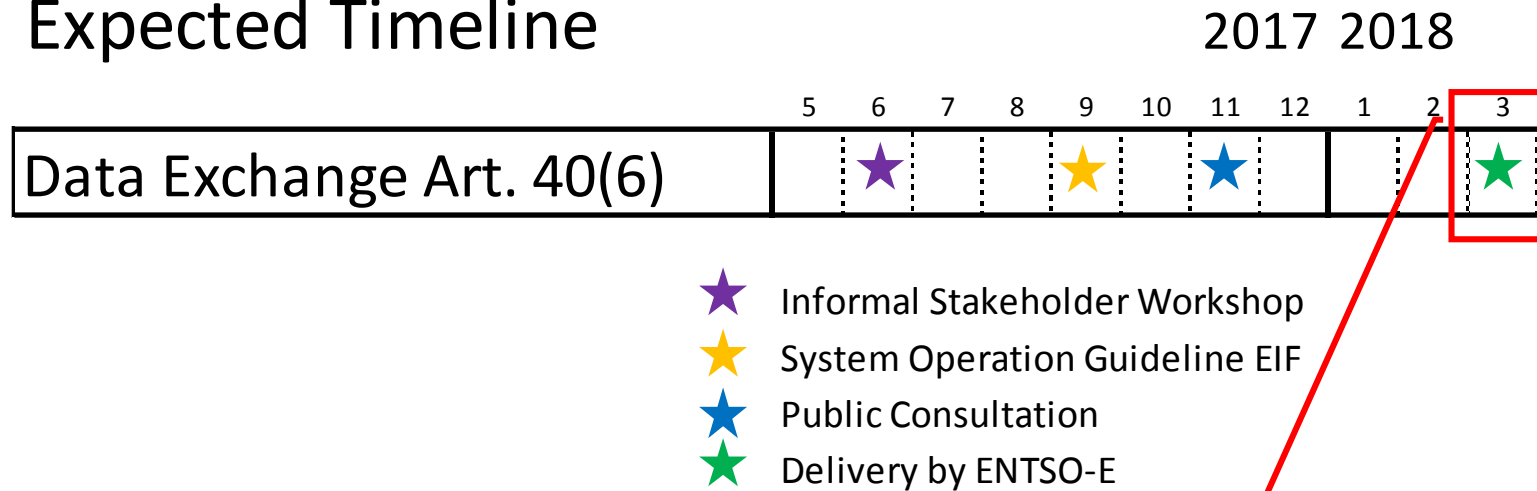 Expected Timeline 2017 2018
5 6 7 8 9 10 11 12 1 2 3
Data Exchange Art. 40(6)
Informal Stakeholder Workshop
System Operation Guideline EIF
Public Consultation
Delivery by ENTSO-E